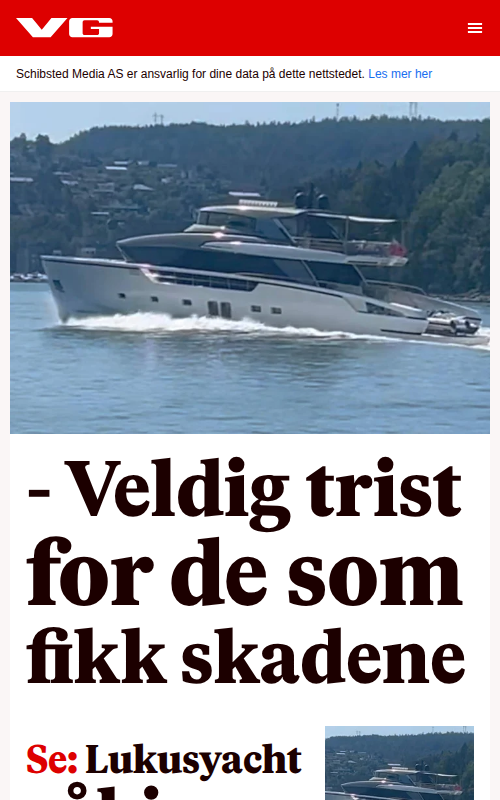 VG
Schibsted Media AS er ansvarlig for dine data på dette nettstedet. Les mer her
- Veldig trist
for de som
fikk skadene
Se: Lukusyacht